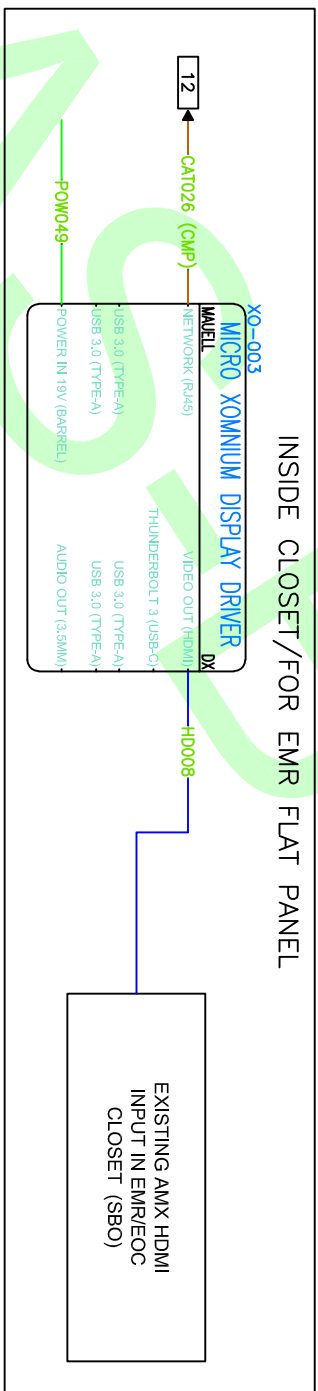 INSIDE CLOSET/FOR EMR FLAT PANEL
XO-003
MICRO XOMNIUM DISPLAY DRIVER
MAUELL
DX
12
CAT026 (CMP)
NETWORK (RJ45)
VIDEO OUT (HDMI)
HD008
THUNDERBOLT 3 (USB-C)
USB 3.0 (TYPE-A)
USB 3.0 (TYPE-A)
USB 3.0 (TYPE-A)
USB 3.0 (TYPE-A)
POW049
POWER IN 19V (BARREL)
AUDIO OUT (3.5MM)
EXISTING AMX HDMI
INPUT IN EMR/EOC
CLOSET (SBO)